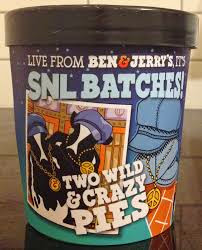 LIVE FROM BEN & JERRY'S, IT'S
SNL BATCHES!
TWO WILD
& CRAZY
PIES